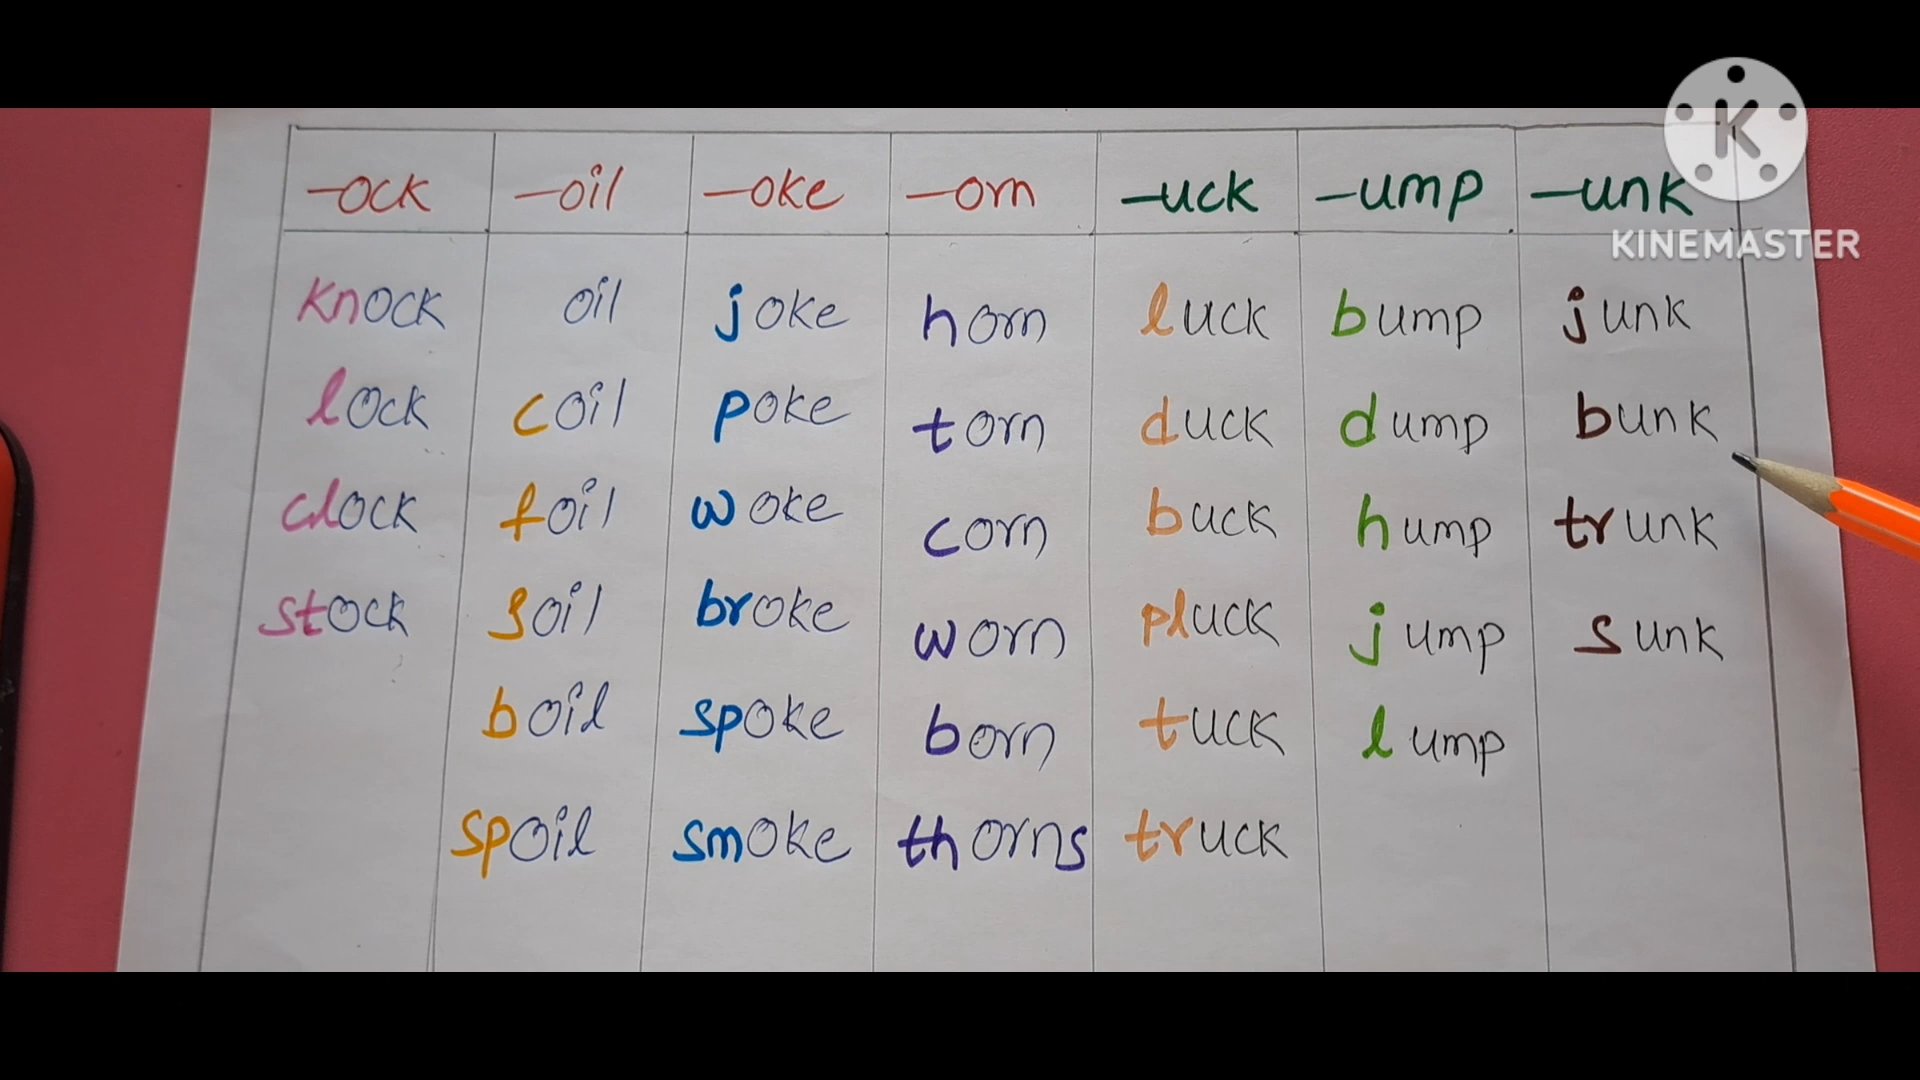 -ock -oil -oke -orn -uck -ump -unk
knock oil joke horn luck bump junk
lock coil poke torn duck dump bunk
clock foil woke corn buck hump trunk
stock soil broke worn pluck jump sunk
boil spoke born tuck lump
spoil smoke thorns truck
K
KINEMASTER